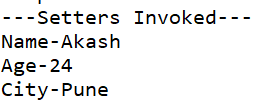 ---Setters Invoked---
Name-Akash
Age-24
City-Pune